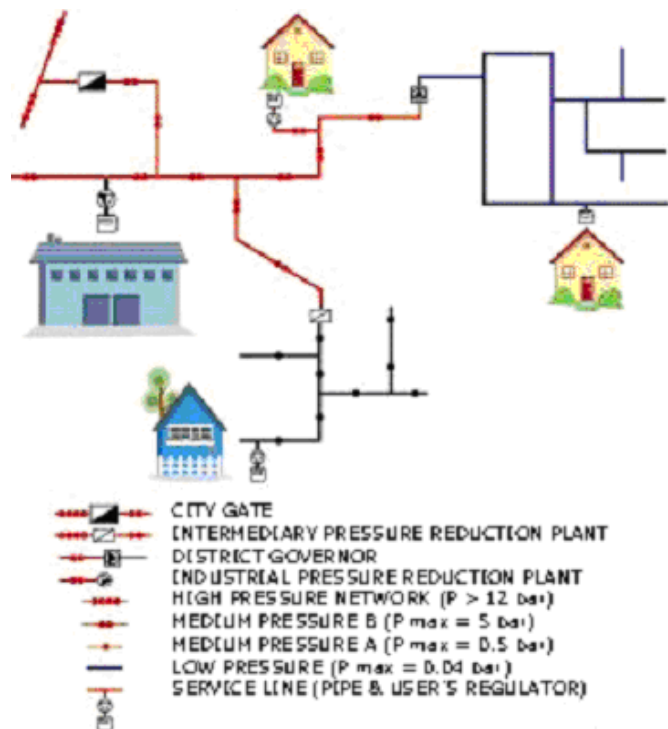 CITY GATE
INTERMEDIARY PRESSURE REDUCTION PLANT
DISTRICT GOVERNOR
INDUSTRIAL PRESSURE REDUCTION PLANT
HIGH PRESSURE NETWORK (P > 12 bar)
MEDIUM PRESSURE B (P max = 5 bar)
MEDIUM PRESSURE A (P max = 0.5 bar)
LOW PRESSURE (P max = 0.04 bar)
SERVICE LINE (PIPE & USER'S REGULATOR)